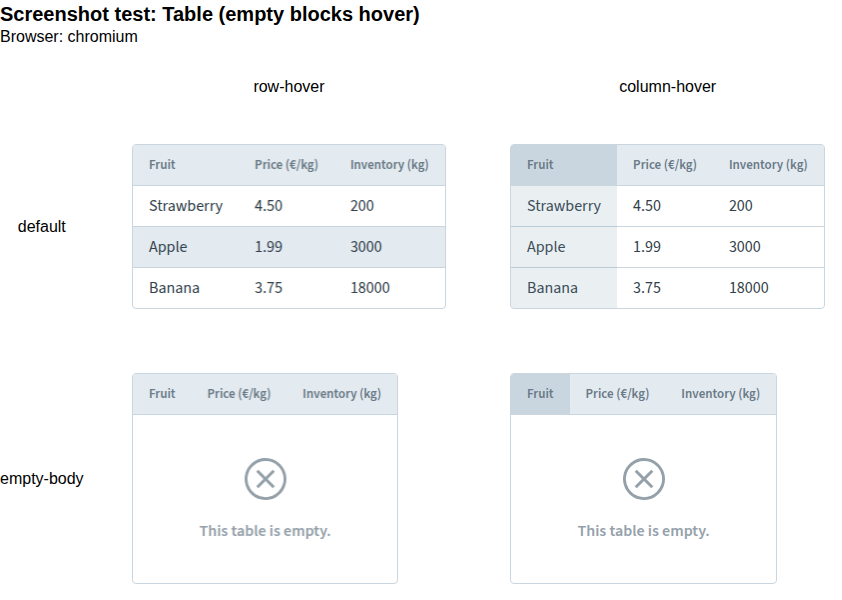 Screenshot test: Table (empty blocks hover)
Browser: chromium
row-hover column-hover
default
Fruit Price (€/kg) Inventory (kg)
Strawberry 4.50 200
Apple 1.99 3000
Banana 3.75 18000
Fruit Price (€/kg) Inventory (kg)
Strawberry 4.50 200
Apple 1.99 3000
Banana 3.75 18000
empty-body
Fruit Price (€/kg) Inventory (kg)
This table is empty.
Fruit Price (€/kg) Inventory (kg)
This table is empty.